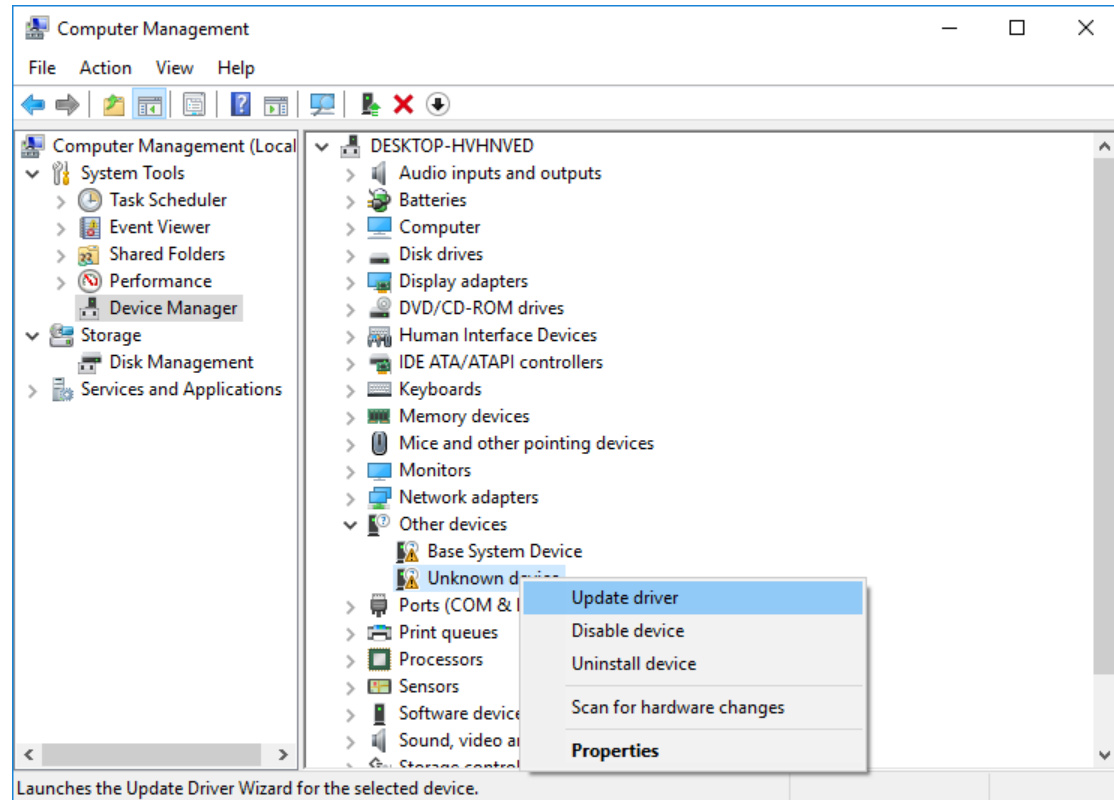 Computer Management
File Action View Help
Computer Management (Local
System Tools
Task Scheduler
Event Viewer
Shared Folders
Performance
Device Manager
Storage
Disk Management
Services and Applications
DESKTOP-HVHNVED
Audio inputs and outputs
Batteries
Computer
Disk drives
Display adapters
DVD/CD-ROM drives
Human Interface Devices
IDE ATA/ATAPI controllers
Keyboards
Memory devices
Mice and other pointing devices
Monitors
Network adapters
Other devices
Base System Device
Unknown device
Ports (COM &
Print queues
Processors
Sensors
Software device
Sound, video
Storage
Update driver
Disable device
Uninstall device
Scan for hardware changes
Properties
Launches the Update Driver Wizard for the selected device.